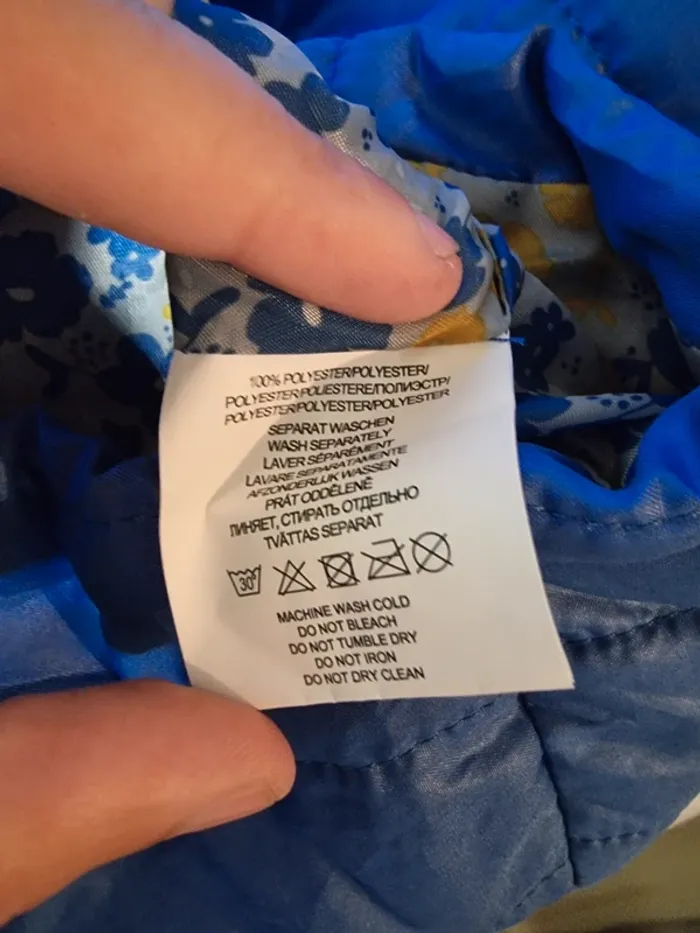 100% POLYESTER/POLYESTER/
POLYESTER/POLIESTERE/ПОЛИЭСТР/
POLYESTER/POLYESTER/POLYESTER
SEPARAT WASCHEN
WASH SEPARATELY
LAVER SÉPARÉMENT
LAVARE SEPARATAMENTE
AFZONDERLIJK WASSEN
PRÁT ODDĚLENĚ
ЛИНЯЕТ, СТИРАТЬ ОТДЕЛЬНО
TVÄTTAS SEPARAT
30°
MACHINE WASH COLD
DO NOT BLEACH
DO NOT TUMBLE DRY
DO NOT IRON
DO NOT DRY CLEAN